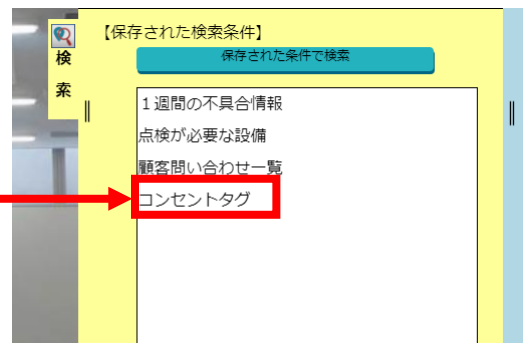 【保存された検索条件】
保存された条件で検索
検索
１週間の不具合情報
点検が必要な設備
顧客問い合わせ一覧
コンセントタグ